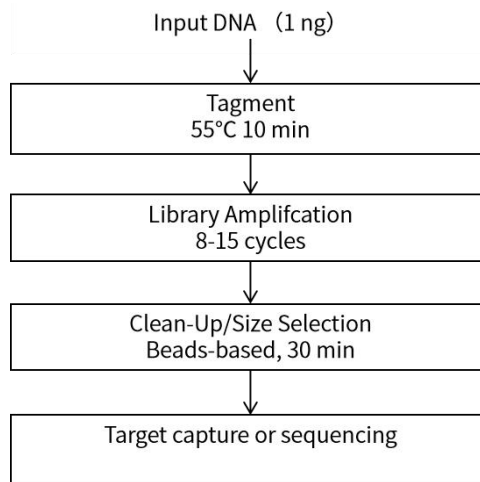 Input DNA （1 ng）
Tagment
55°C 10 min
Library Amplifcation
8-15 cycles
Clean-Up/Size Selection
Beads-based, 30 min
Target capture or sequencing